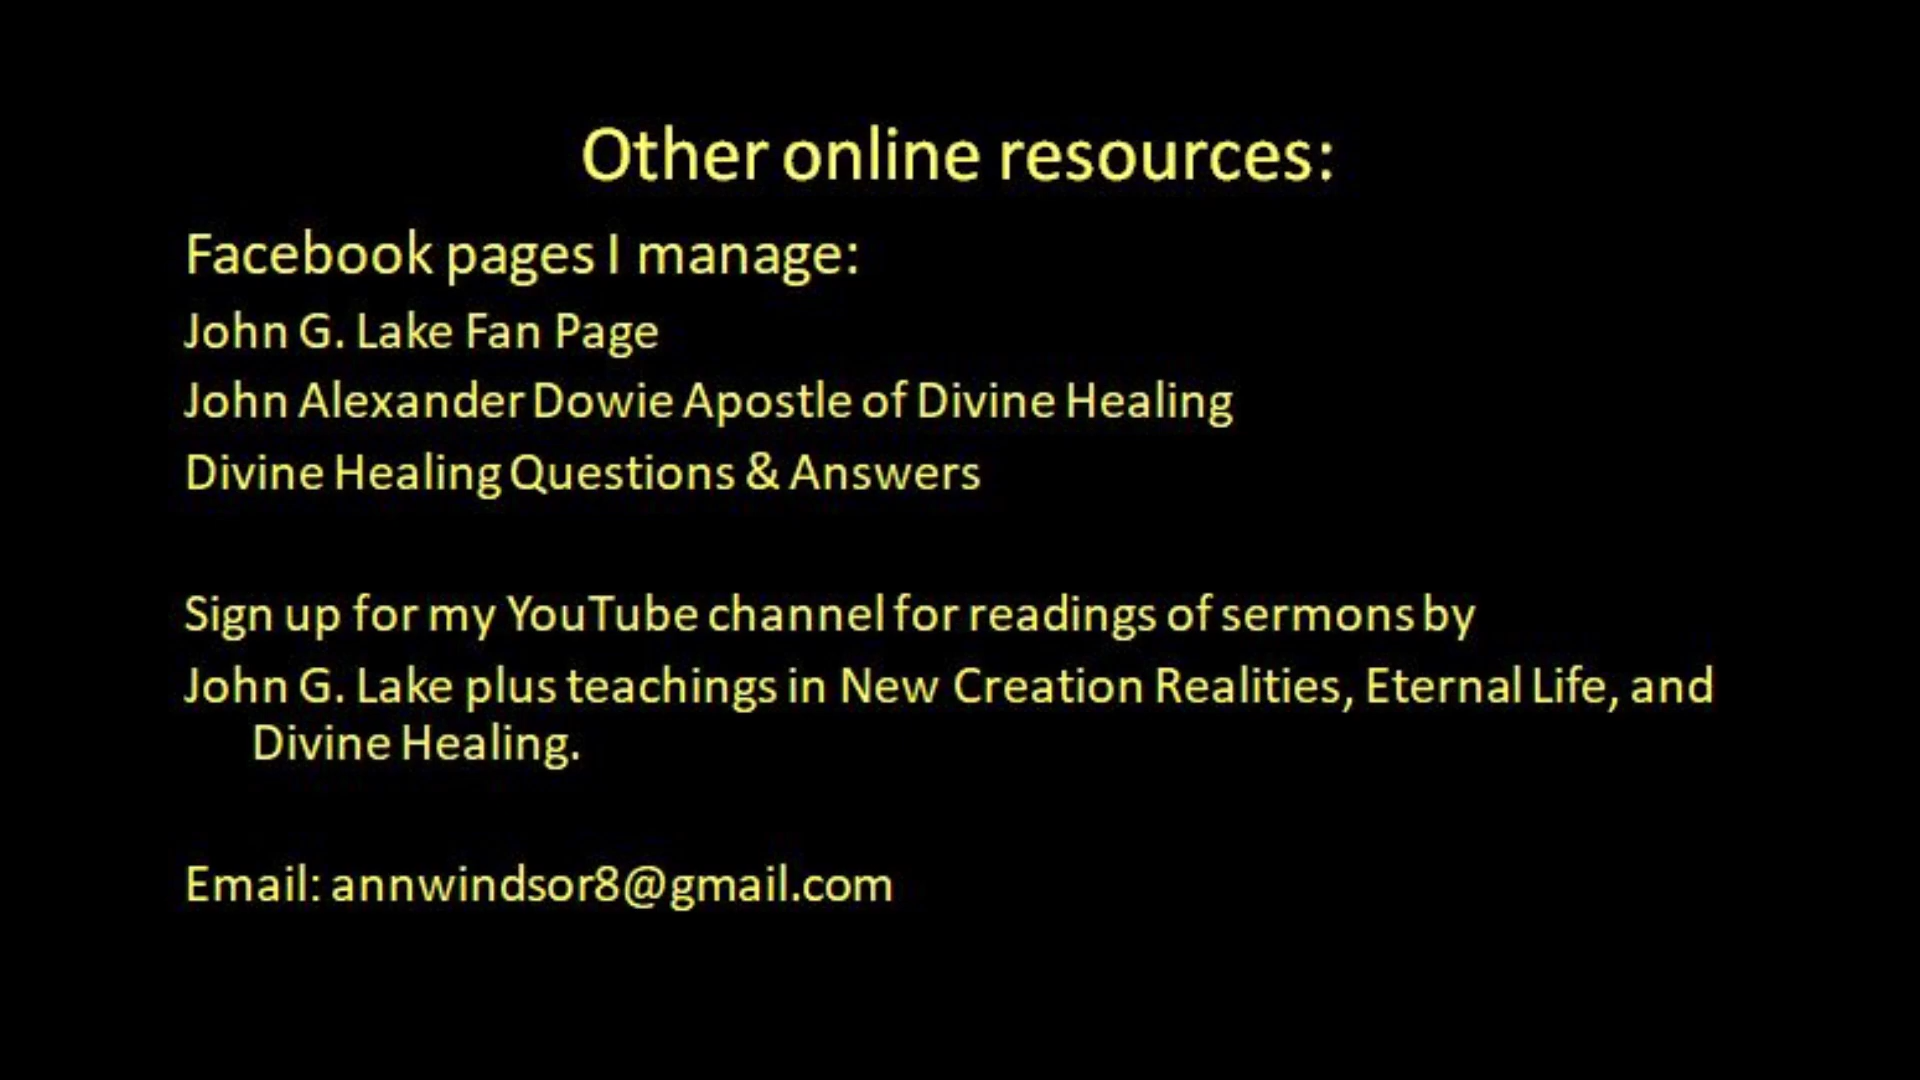 Other online resources:
Facebook pages I manage:
John G. Lake Fan Page
John Alexander Dowie Apostle of Divine Healing
Divine Healing Questions & Answers
Sign up for my YouTube channel for readings of sermons by
John G. Lake plus teachings in New Creation Realities, Eternal Life, and
Divine Healing.
Email: annwindsor8@gmail.com